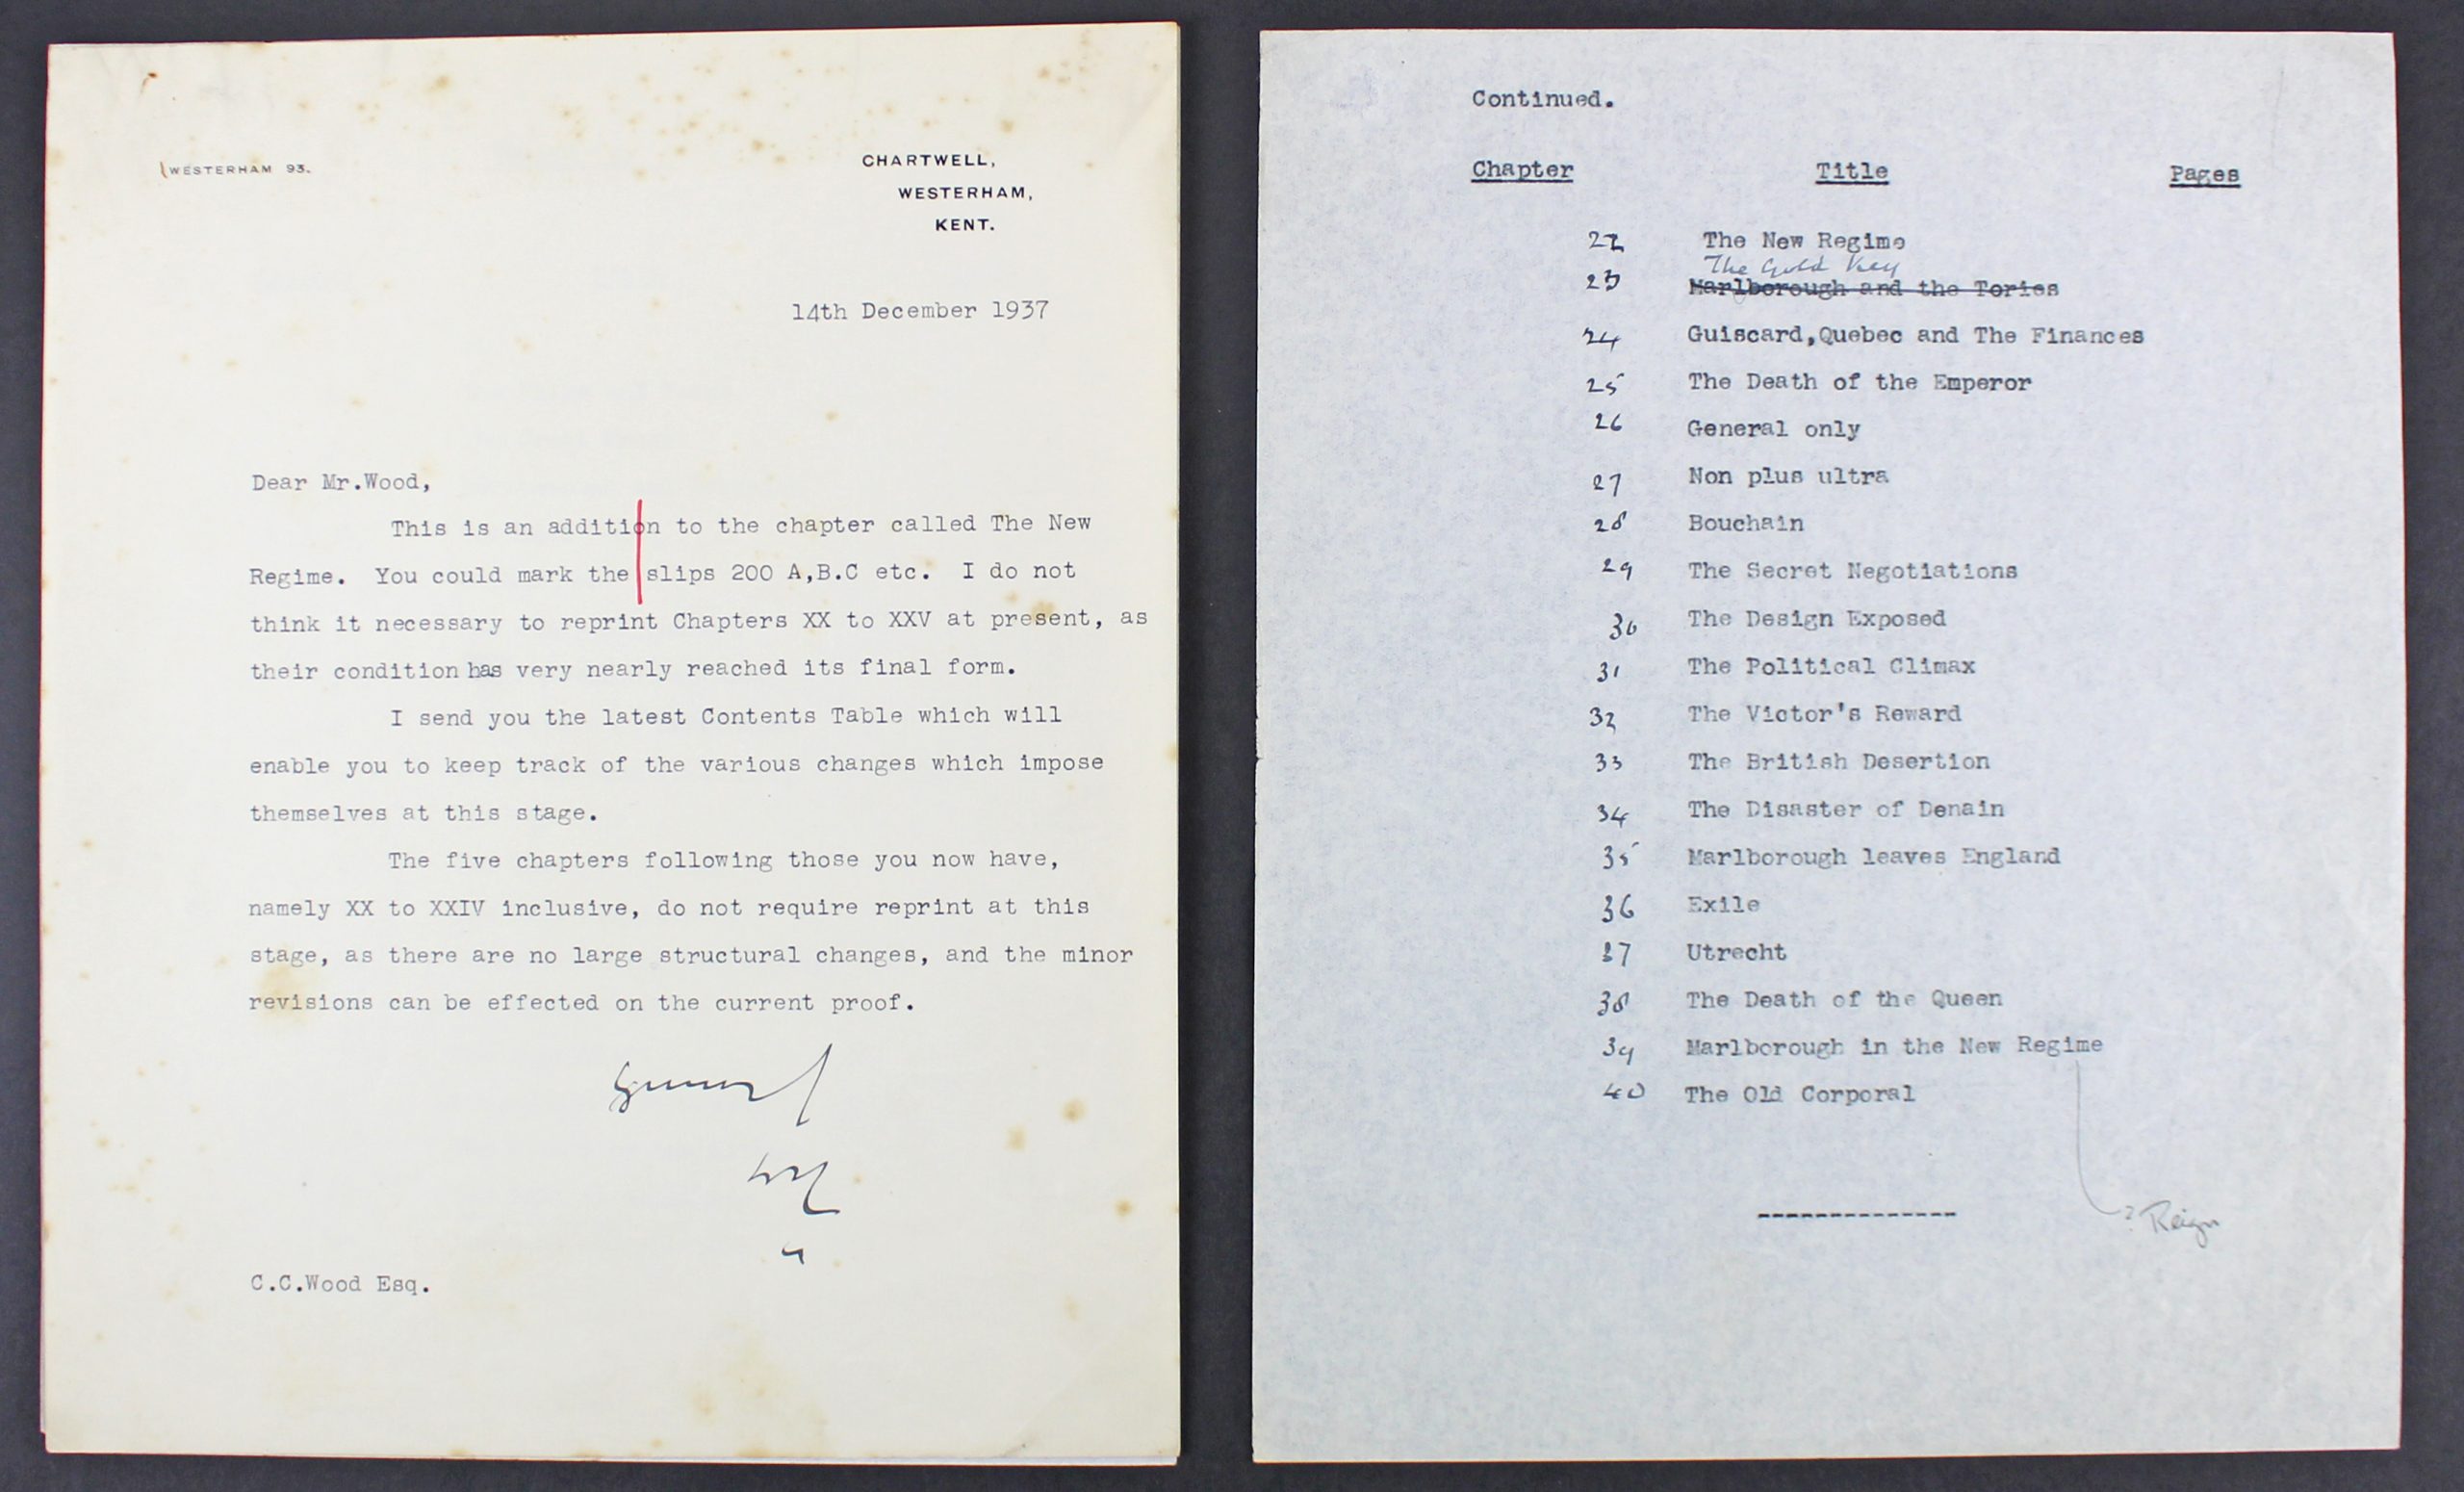 WESTERHAM 93.
CHARTWELL,
WESTERHAM,
KENT.
14th December 1937
Dear Mr.Wood,
This is an addition to the chapter called The New
Regime. You could mark the slips 200 A,B.C etc. I do not
think it necessary to reprint Chapters XX to XXV at present, as
their condition has very nearly reached its final form.
I send you the latest Contents Table which will
enable you to keep track of the various changes which impose
themselves at this stage.
The five chapters following those you now have,
namely XX to XXIV inclusive, do not require reprint at this
stage, as there are no large structural changes, and the minor
revisions can be effected on the current proof.
C.C.Wood Esq.
Continued.
Chapter Title Pages
22 The New Regime
The Gold Key
23 Marlborough and the Tories
24 Guiscard,Quebec and The Finances
25 The Death of the Emperor
26 General only
27 Non plus ultra
28 Bouchain
29 The Secret Negotiations
30 The Design Exposed
31 The Political Climax
32 The Victor's Reward
33 The British Desertion
34 The Disaster of Denain
35 Marlborough leaves England
36 Exile
37 Utrecht
38 The Death of the Queen
39 Marlborough in the New Regime
40 The Old Corporal
--------------
? Reign